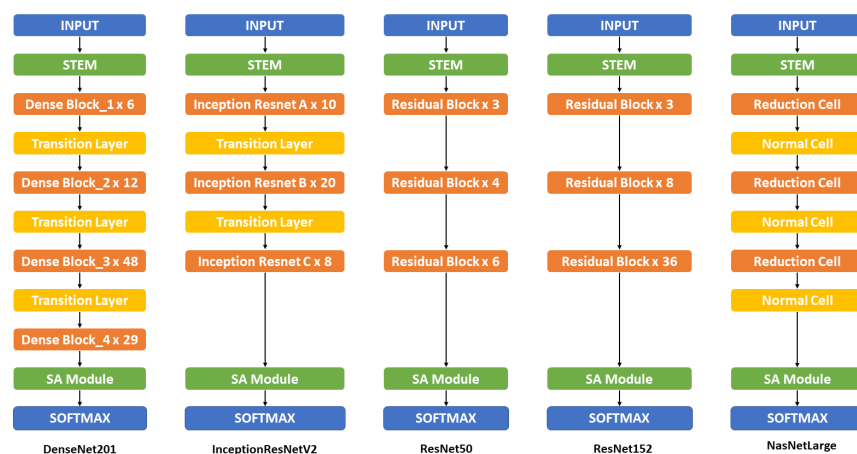 INPUT
STEM
Dense Block_1 x 6
Transition Layer
Dense Block_2 x 12
Transition Layer
Dense Block_3 x 48
Transition Layer
Dense Block_4 x 29
SA Module
SOFTMAX
DenseNet201
INPUT
STEM
Inception Resnet A x 10
Transition Layer
Inception Resnet B x 20
Transition Layer
Inception Resnet C x 8
SA Module
SOFTMAX
InceptionResNetV2
INPUT
STEM
Residual Block x 3
Residual Block x 4
Residual Block x 6
SA Module
SOFTMAX
ResNet50
INPUT
STEM
Residual Block x 3
Residual Block x 8
Residual Block x 36
SA Module
SOFTMAX
ResNet152
INPUT
STEM
Reduction Cell
Normal Cell
Reduction Cell
Normal Cell
Reduction Cell
Normal Cell
SA Module
SOFTMAX
NasNetLarge